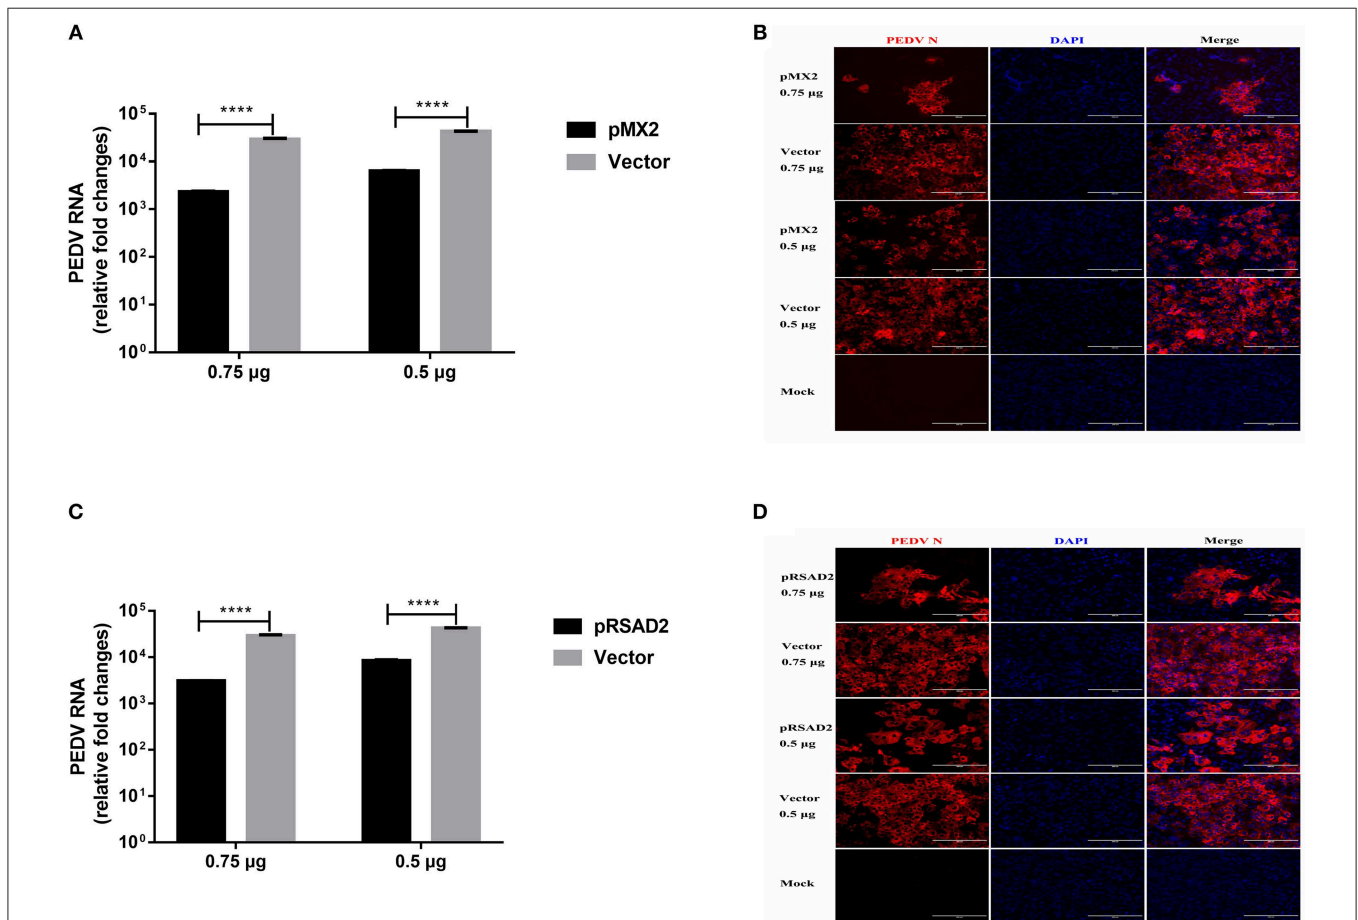 A
PEDV RNA
(relative fold changes)
10⁵
10⁴
10³
10²
10¹
10⁰
****
****
0.75 µg
0.5 µg
pMX2
Vector
B
PEDV N
DAPI
Merge
pMX2
0.75 µg
Vector
0.75 µg
pMX2
0.5 µg
Vector
0.5 µg
Mock
C
PEDV RNA
(relative fold changes)
10⁵
10⁴
10³
10²
10¹
10⁰
****
****
0.75 µg
0.5 µg
pRSAD2
Vector
D
PEDV N
DAPI
Merge
pRSAD2
0.75 µg
Vector
0.75 µg
pRSAD2
0.5 µg
Vector
0.5 µg
Mock